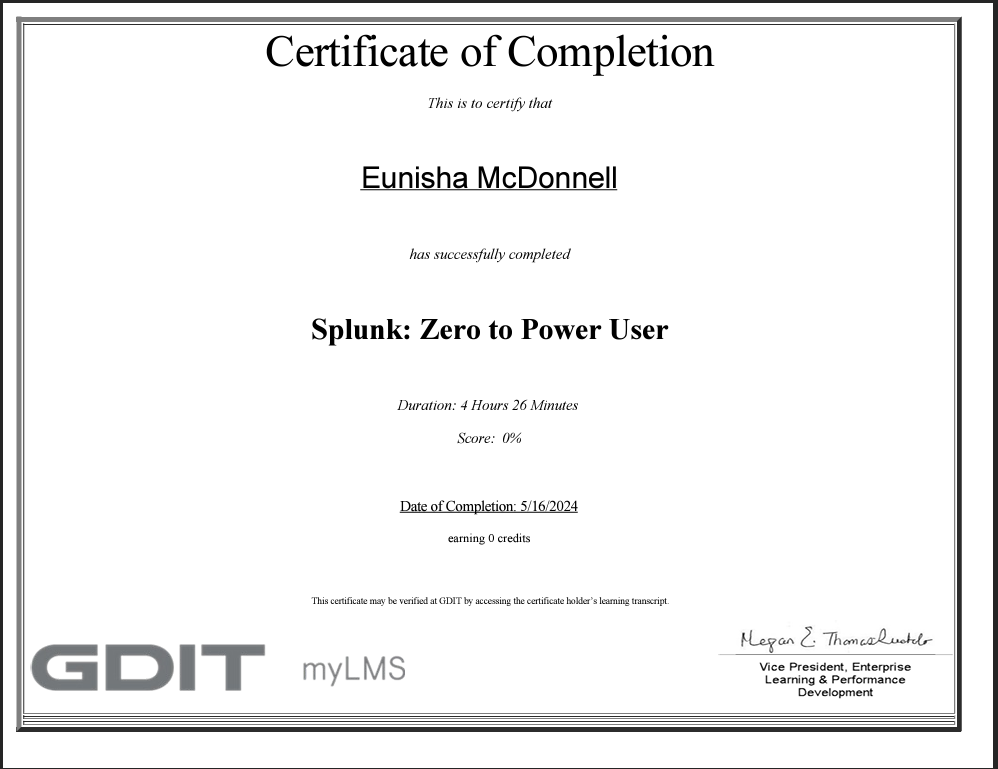 Certificate of Completion
This is to certify that
Eunisha McDonnell
has successfully completed
Splunk: Zero to Power User
Duration: 4 Hours 26 Minutes
Score: 0%
Date of Completion: 5/16/2024
earning 0 credits
This certificate may be verified at GDIT by accessing the certificate holder's learning transcript.
GDIT myLMS
Megan E.
Vice President, Enterprise
Learning & Performance
Development